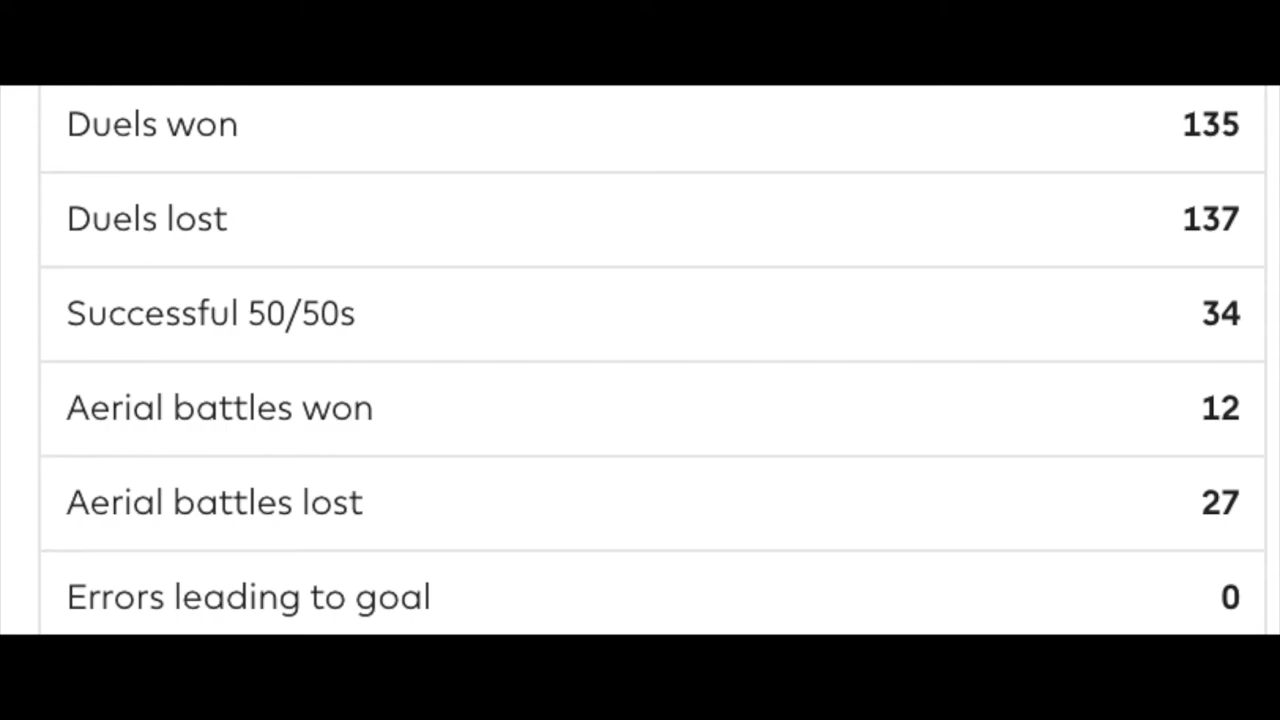 Duels won 135
Duels lost 137
Successful 50/50s 34
Aerial battles won 12
Aerial battles lost 27
Errors leading to goal 0